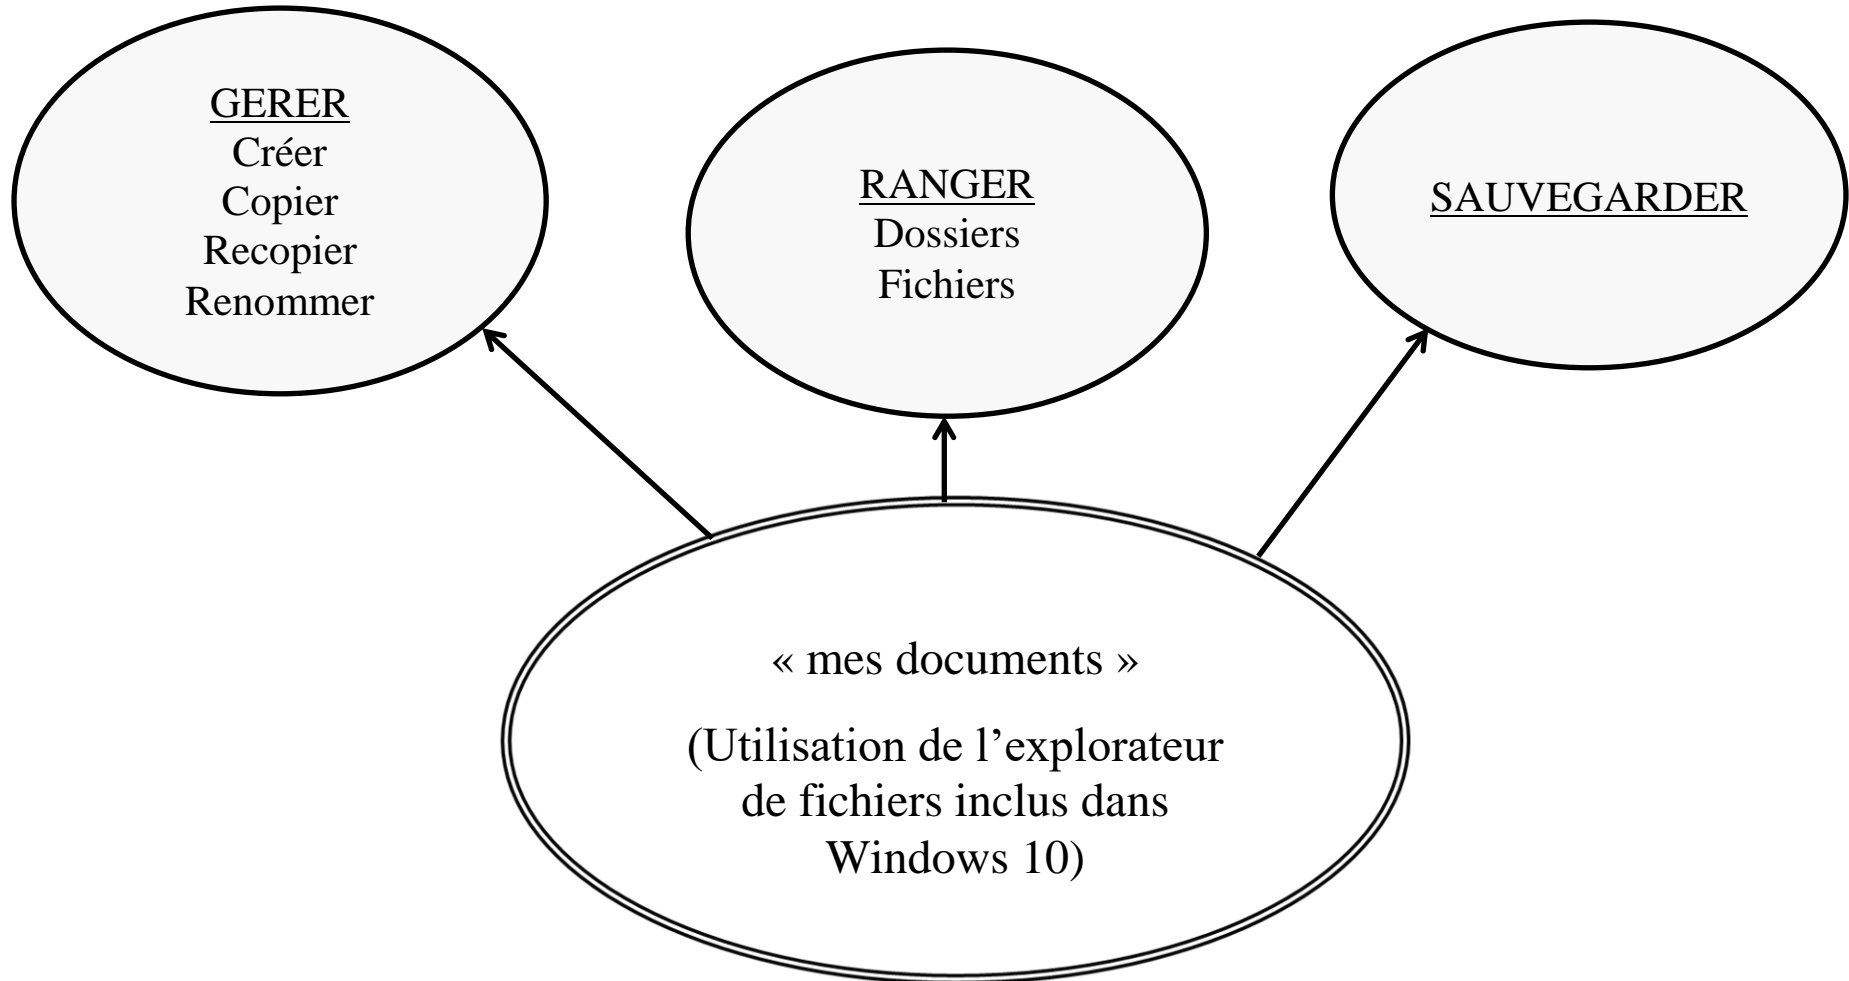 GERER
Créer
Copier
Recopier
Renommer
RANGER
Dossiers
Fichiers
SAUVEGARDER
« mes documents »
(Utilisation de l’explorateur
de fichiers inclus dans
Windows 10)